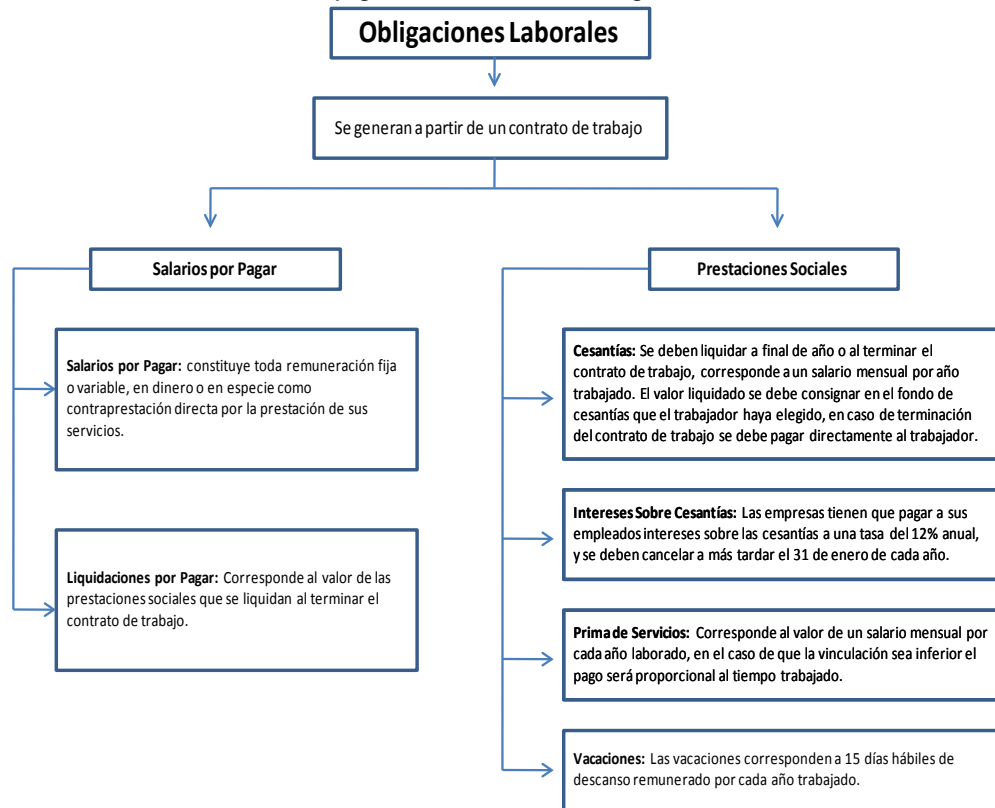 Obligaciones Laborales
Se generan a partir de un contrato de trabajo
Salarios por Pagar
Salarios por Pagar: constituye toda remuneración fija
o variable, en dinero o en especie como
contraprestación directa por la prestación de sus
servicios.
Liquidaciones por Pagar: Corresponde al valor de las
prestaciones sociales que se liquidan al terminar el
contrato de trabajo.
Prestaciones Sociales
Cesantías: Se deben liquidar a final de año o al terminar el
contrato de trabajo, corresponde a un salario mensual por año
trabajado. El valor liquidado se debe consignar en el fondo de
cesantías que el trabajador haya elegido, en caso de terminación
del contrato de trabajo se debe pagar directamente al trabajador.
Intereses Sobre Cesantías: Las empresas tienen que pagar a sus
empleados intereses sobre las cesantías a una tasa del 12% anual,
y se deben cancelar a más tardar el 31 de enero de cada año.
Prima de Servicios: Corresponde al valor de un salario mensual por
cada año laborado, en el caso de que la vinculación sea inferior el
pago será proporcional al tiempo trabajado.
Vacaciones: Las vacaciones corresponden a 15 días hábiles de
descanso remunerado por cada año trabajado.